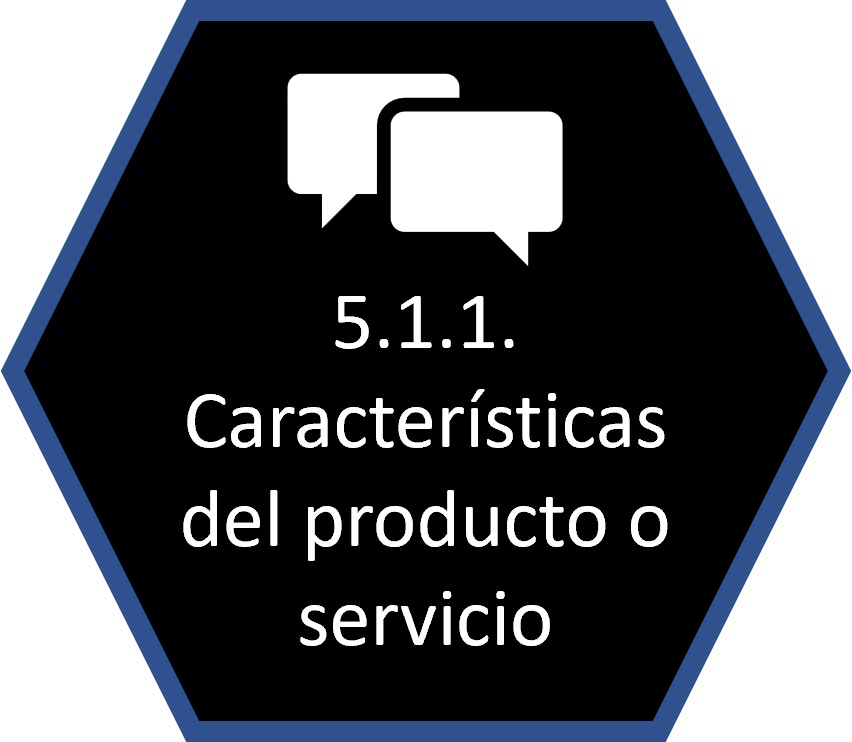 5.1.1.
Características
del producto o
servicio